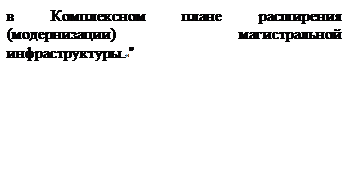 в Комплексном плане расширения
(модернизации) магистральной
инфраструктуры